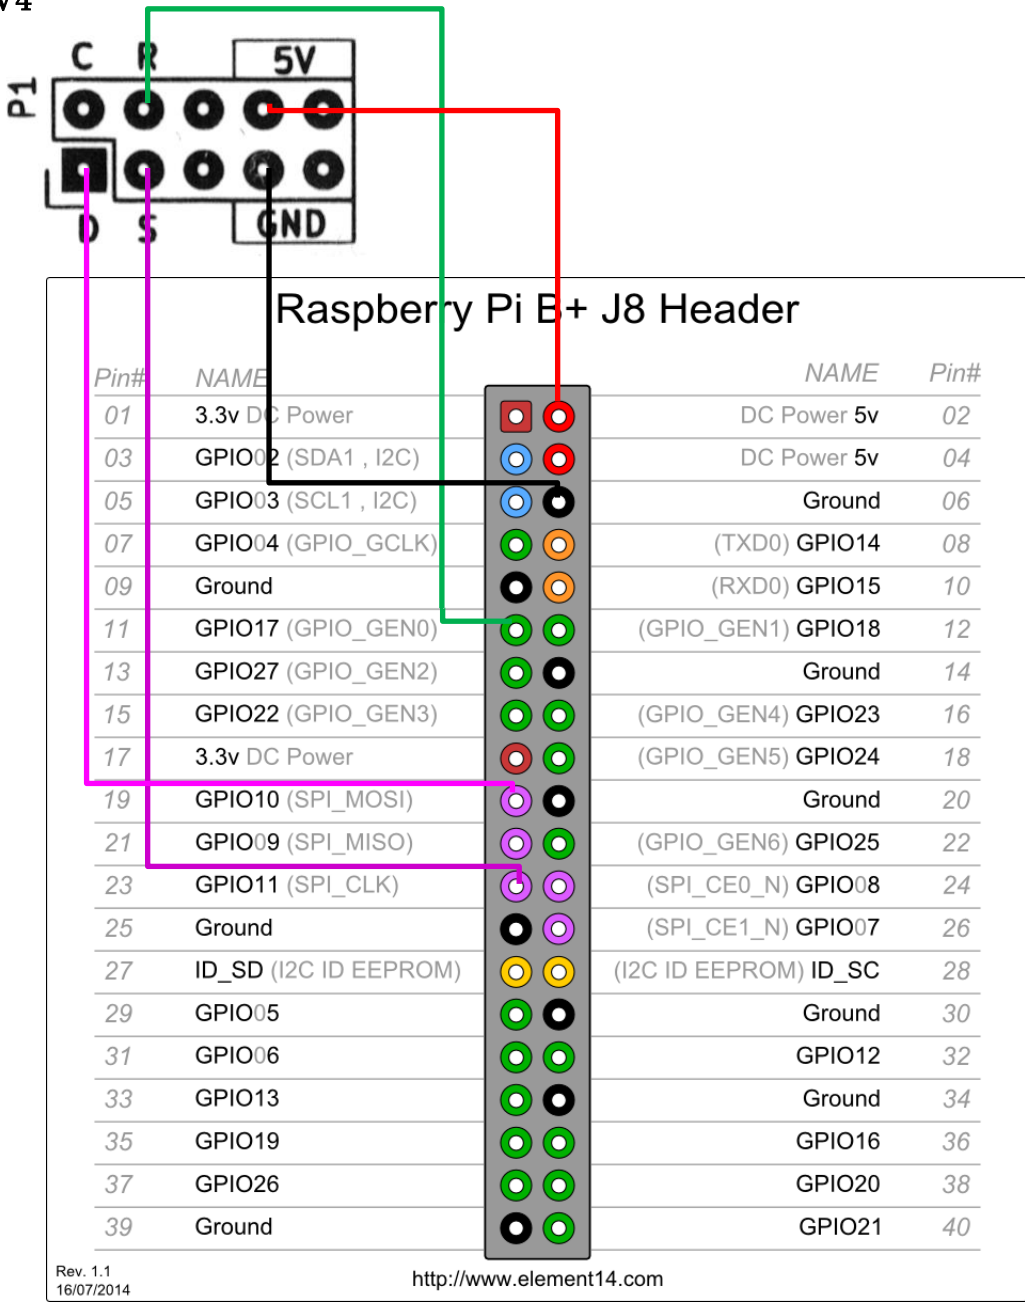 V4
C R 5V
P1
D S GND
Raspberry Pi B+ J8 Header
Pin# NAME NAME Pin#
01 3.3v DC Power DC Power 5v 02
03 GPIO02 (SDA1 , I2C) DC Power 5v 04
05 GPIO03 (SCL1 , I2C) Ground 06
07 GPIO04 (GPIO_GCLK) (TXD0) GPIO14 08
09 Ground (RXD0) GPIO15 10
11 GPIO17 (GPIO_GEN0) (GPIO_GEN1) GPIO18 12
13 GPIO27 (GPIO_GEN2) Ground 14
15 GPIO22 (GPIO_GEN3) (GPIO_GEN4) GPIO23 16
17 3.3v DC Power (GPIO_GEN5) GPIO24 18
19 GPIO10 (SPI_MOSI) Ground 20
21 GPIO09 (SPI_MISO) (GPIO_GEN6) GPIO25 22
23 GPIO11 (SPI_CLK) (SPI_CE0_N) GPIO08 24
25 Ground (SPI_CE1_N) GPIO07 26
27 ID_SD (I2C ID EEPROM) (I2C ID EEPROM) ID_SC 28
29 GPIO05 Ground 30
31 GPIO06 GPIO12 32
33 GPIO13 Ground 34
35 GPIO19 GPIO16 36
37 GPIO26 GPIO20 38
39 Ground GPIO21 40
Rev. 1.1
16/07/2014
http://www.element14.com